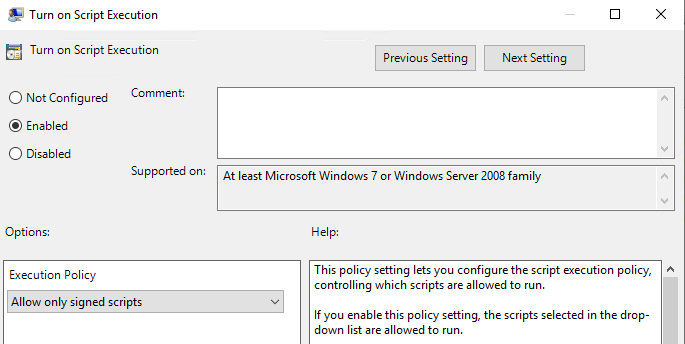 Turn on Script Execution
Turn on Script Execution
Previous Setting
Next Setting
Not Configured
Comment:
Enabled
Disabled
Supported on:
At least Microsoft Windows 7 or Windows Server 2008 family
Options:
Help:
Execution Policy
Allow only signed scripts
This policy setting lets you configure the script execution policy,
controlling which scripts are allowed to run.
If you enable this policy setting, the scripts selected in the drop-
down list are allowed to run.